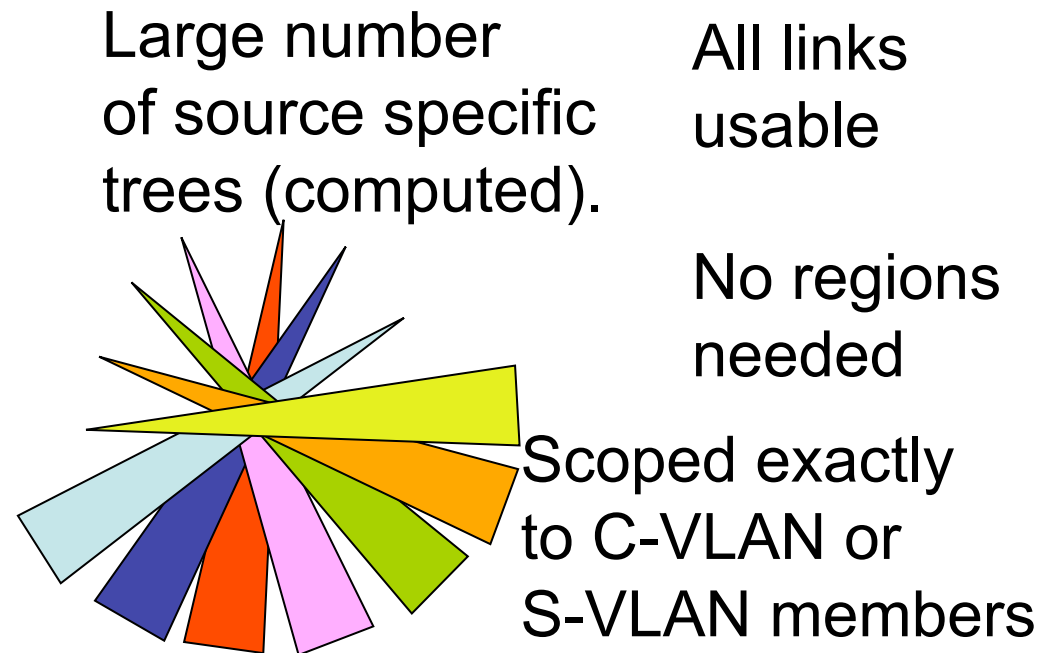 Large number
of source specific
trees (computed).
All links
usable
No regions
needed
Scoped exactly
to C-VLAN or
S-VLAN members